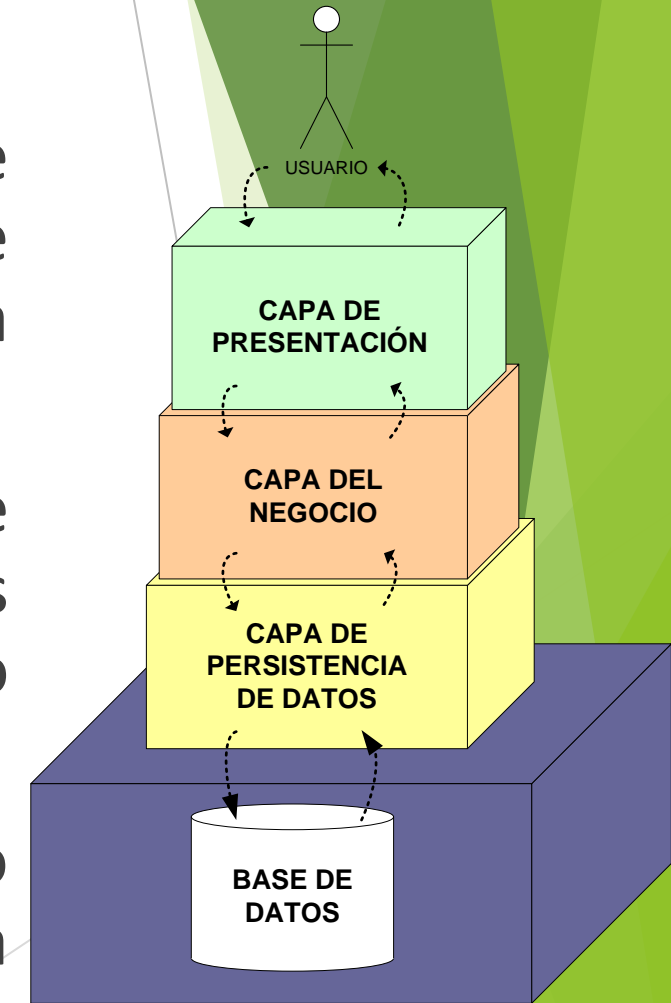 USUARIO
CAPA DE
PRESENTACIÓN
CAPA DEL
NEGOCIO
CAPA DE
PERSISTENCIA
DE DATOS
BASE DE
DATOS